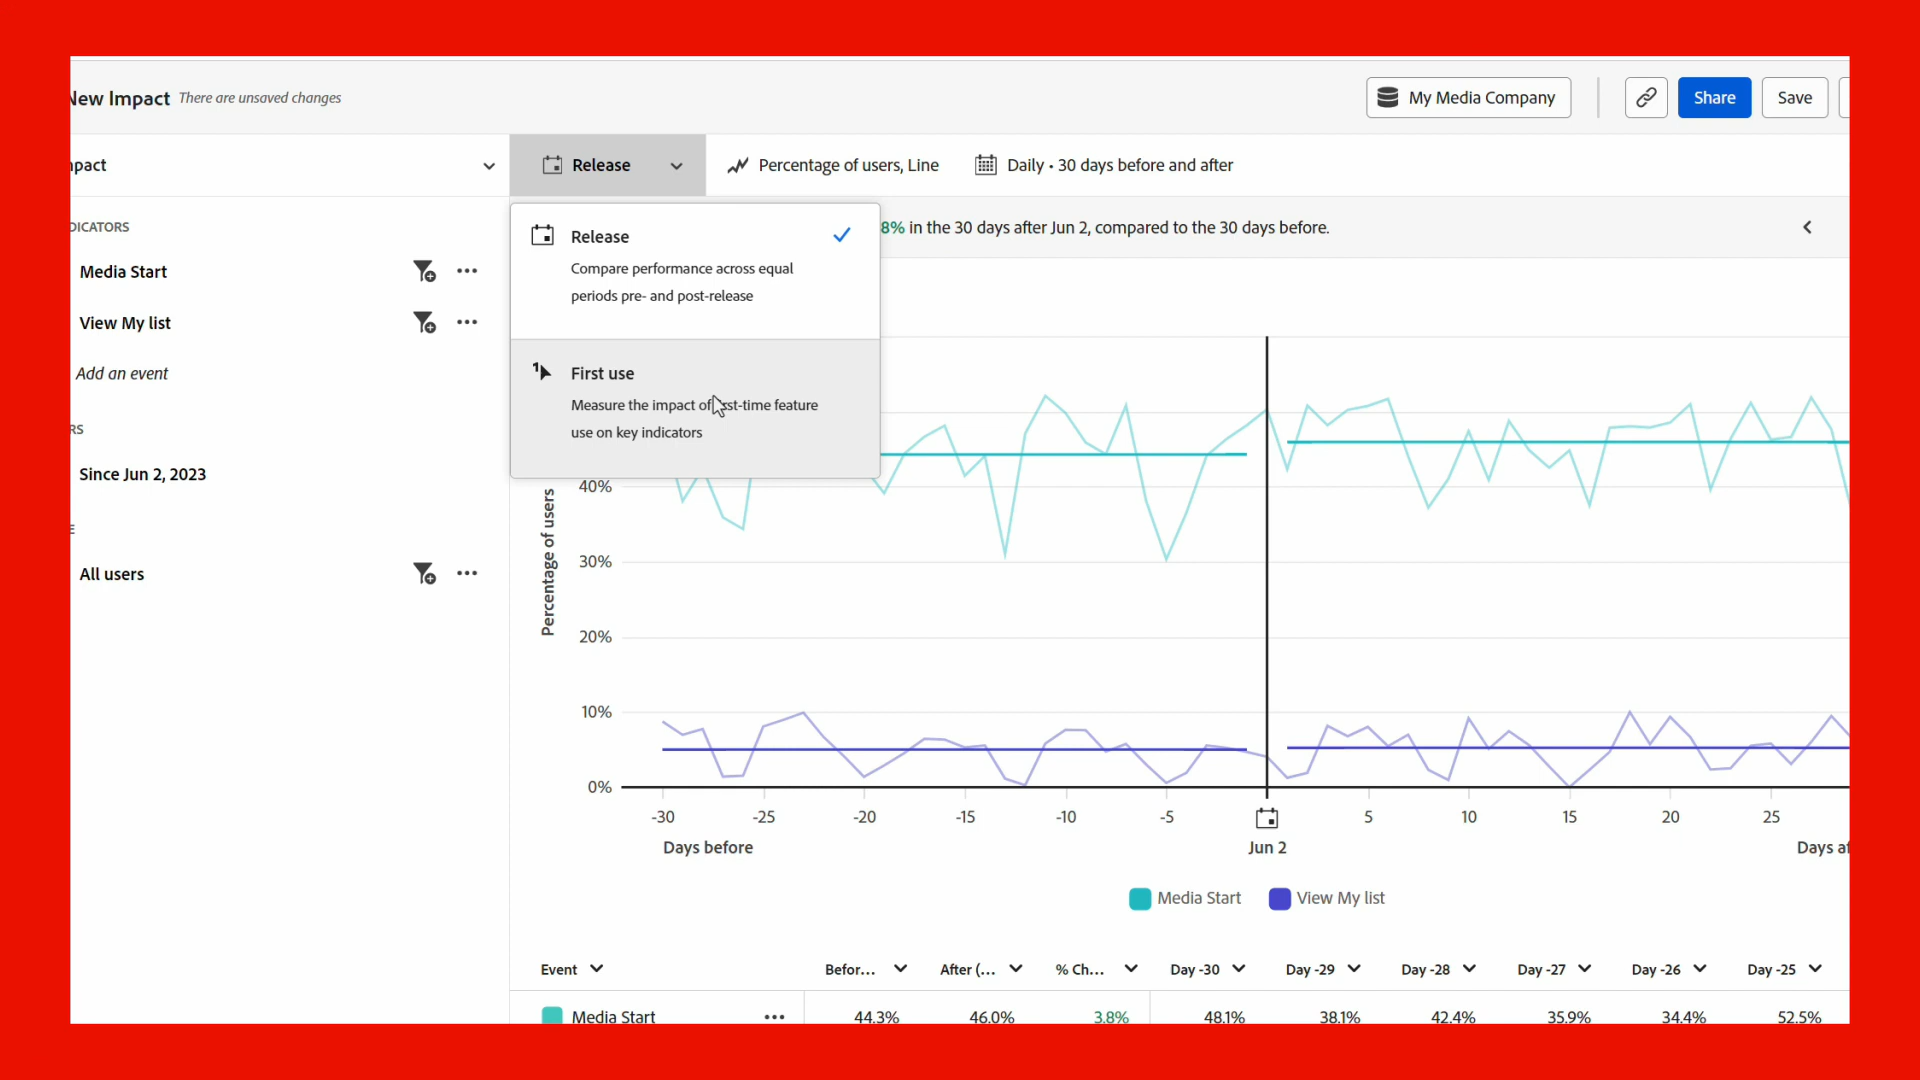 New Impact There are unsaved changes
My Media Company
Share
Save
pact
Release
Percentage of users, Line
Daily • 30 days before and after
Release
Compare performance across equal
periods pre- and post-release
First use
Measure the impact of first-time feature
use on key indicators
8% in the 30 days after Jun 2, compared to the 30 days before.
DICATORS
Media Start
View My list
Add an event
RS
Since Jun 2, 2023
E
All users
Percentage of users
40%
30%
20%
10%
0%
-30 -25 -20 -15 -10 -5 5 10 15 20 25
Days before Jun 2 Days af
Media Start View My list
Event Befor... After (... % Ch... Day -30 Day -29 Day -28 Day -27 Day -26 Day -25
Media Start 44.3% 46.0% 3.8% 48.1% 38.1% 42.4% 35.9% 34.4% 52.5%